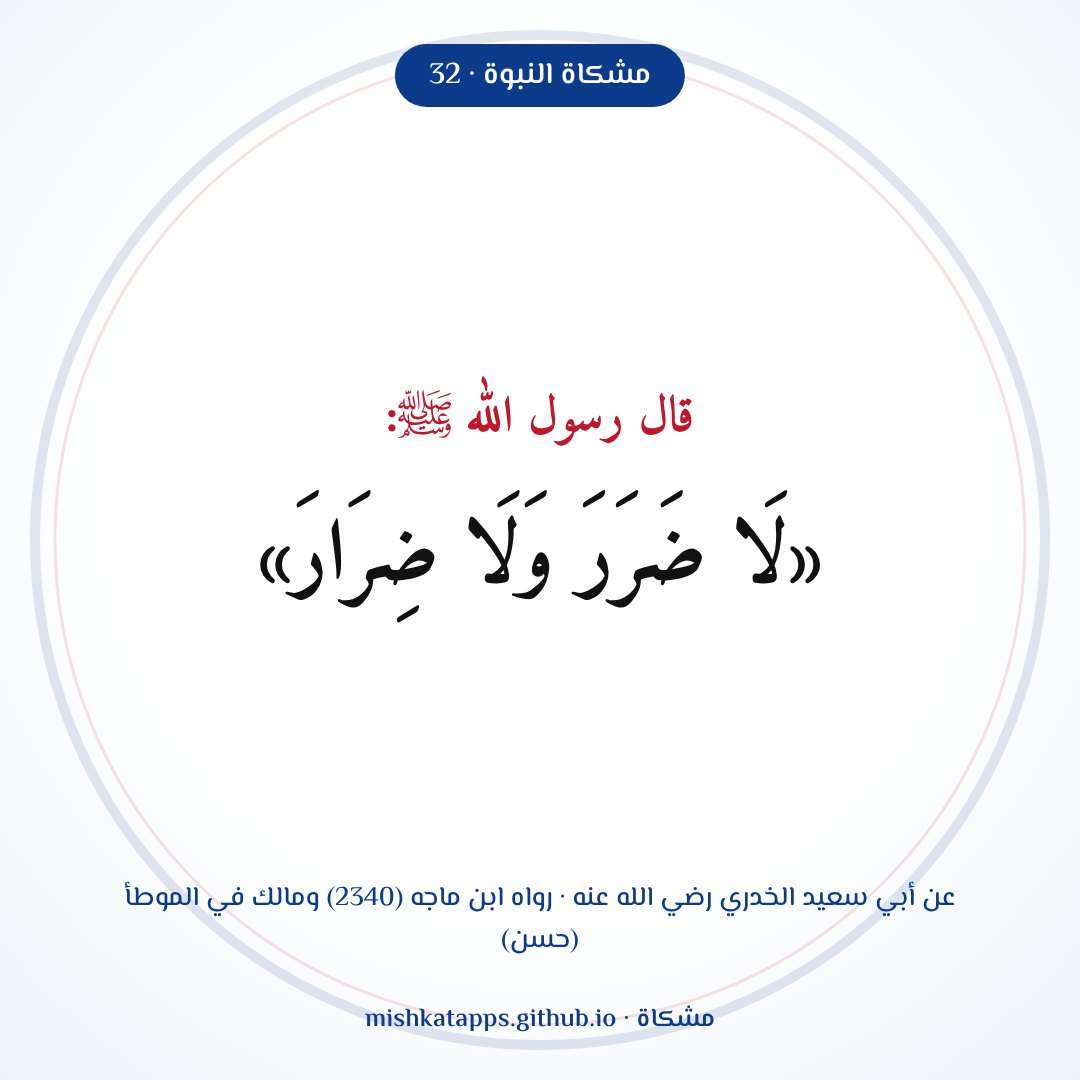 مشكاة النبوة · 32
قال رسول الله ﷺ:
«لَا ضَرَرَ وَلَا ضِرَارَ»
عن أبي سعيد الخدري رضي الله عنه · رواه ابن ماجه (2340) ومالك في الموطأ
(حسن)
مشكاة · mishkatapps.github.io